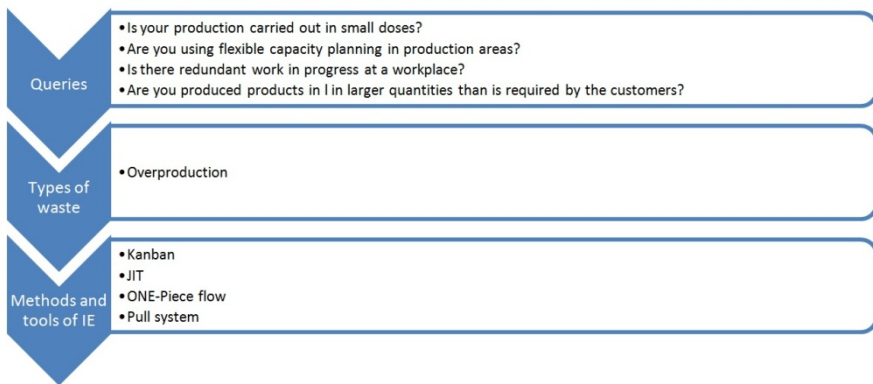 Queries
•Is your production carried out in small doses?
•Are you using flexible capacity planning in production areas?
•Is there redundant work in progress at a workplace?
•Are you produced products in l in larger quantities than is required by the customers?
Types of
waste
•Overproduction
Methods and
tools of IE
•Kanban
•JIT
•ONE-Piece flow
•Pull system